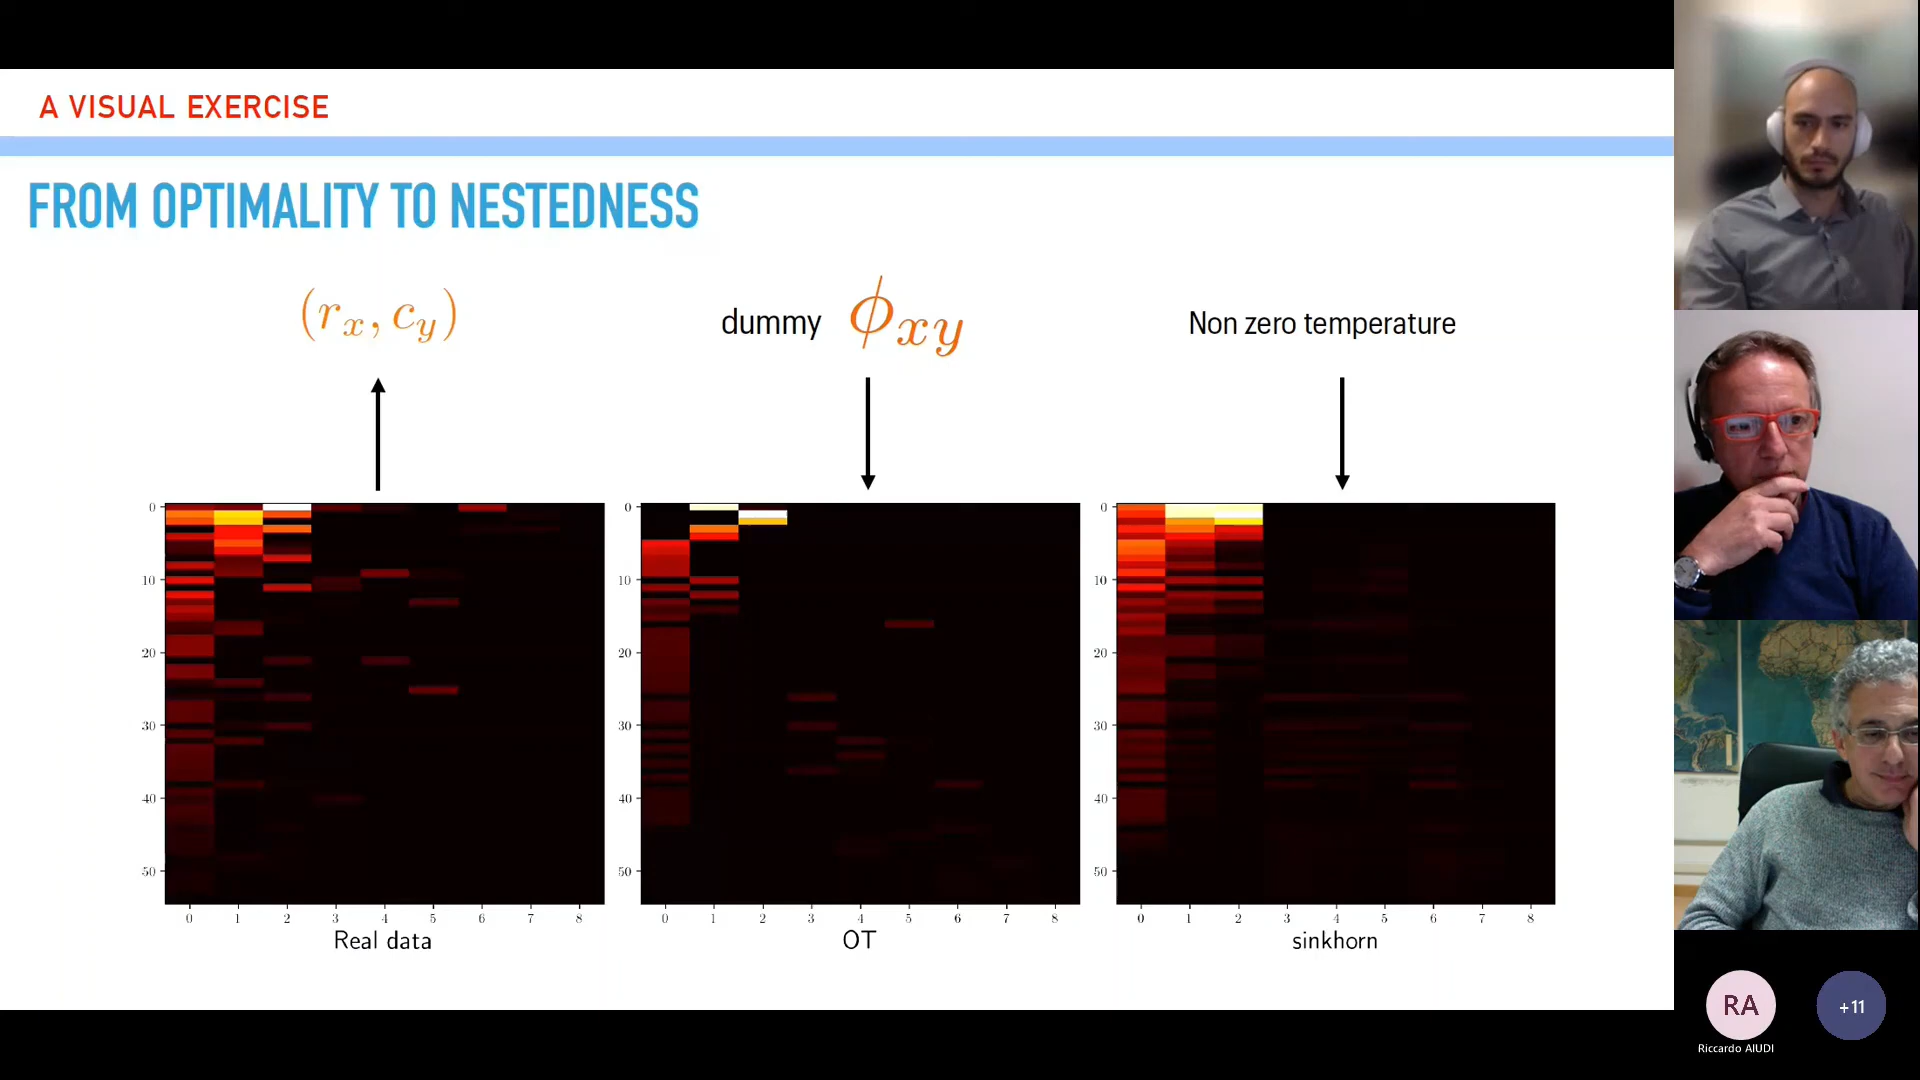 A VISUAL EXERCISE
FROM OPTIMALITY TO NESTEDNESS
(r_x, c_y)
dummy ϕ_xy
Non zero temperature
0
10
20
30
40
50
0 1 2 3 4 5 6 7 8
Real data
0
10
20
30
40
50
0 1 2 3 4 5 6 7 8
OT
0
10
20
30
40
50
0 1 2 3 4 5 6 7 8
sinkhorn
RA
Riccardo AIUDI
+11